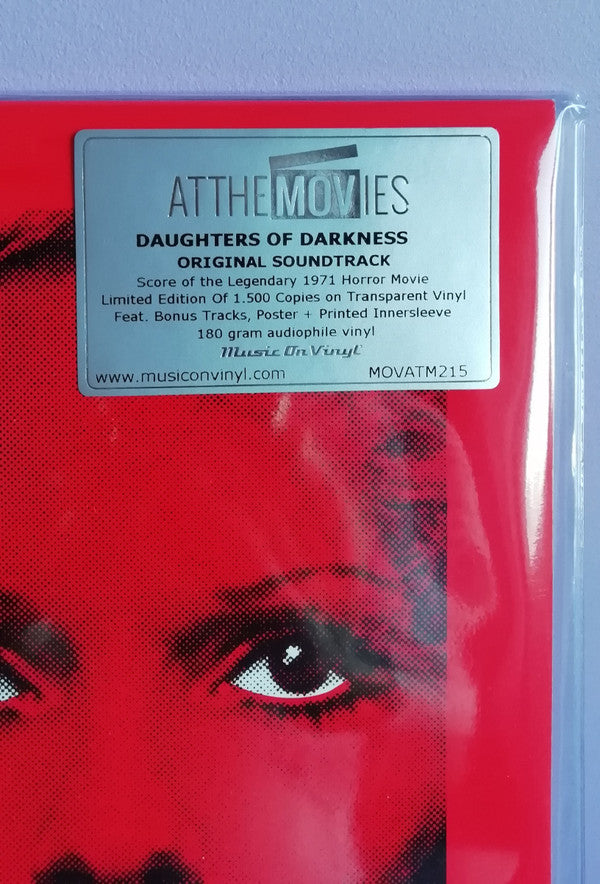 ATTHEMOVIES
DAUGHTERS OF DARKNESS
ORIGINAL SOUNDTRACK
Score of the Legendary 1971 Horror Movie
Limited Edition Of 1.500 Copies on Transparent Vinyl
Feat. Bonus Tracks, Poster + Printed Innersleeve
180 gram audiophile vinyl
Music On Vinyl
www.musiconvinyl.com MOVATM215